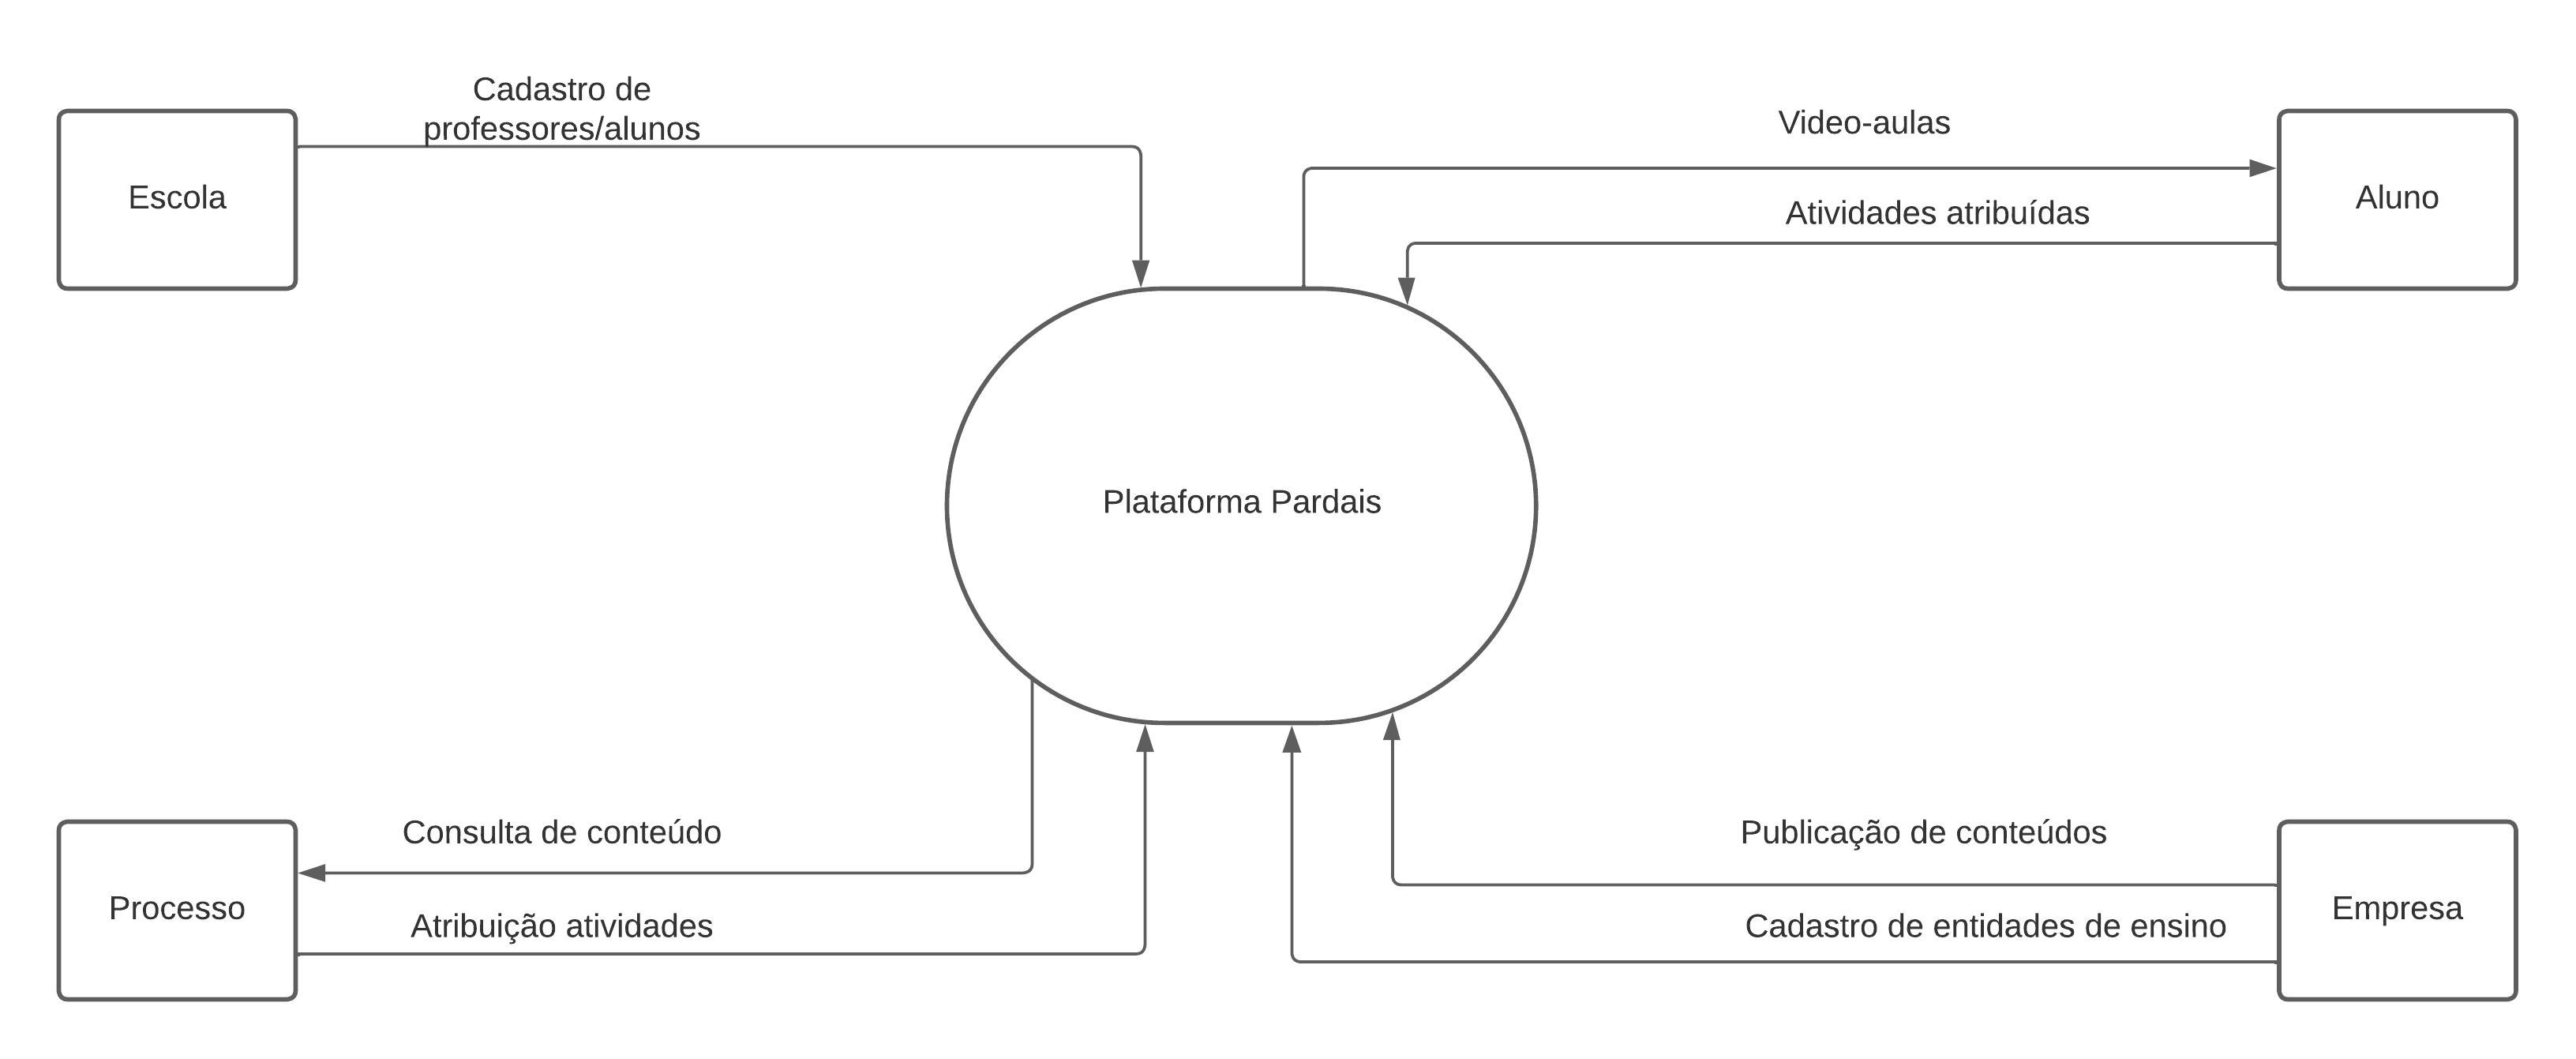 Cadastro de
professores/alunos
Video-aulas
Escola
Aluno
Atividades atribuídas
Plataforma Pardais
Consulta de conteúdo
Publicação de conteúdos
Processo
Empresa
Atribuição atividades
Cadastro de entidades de ensino